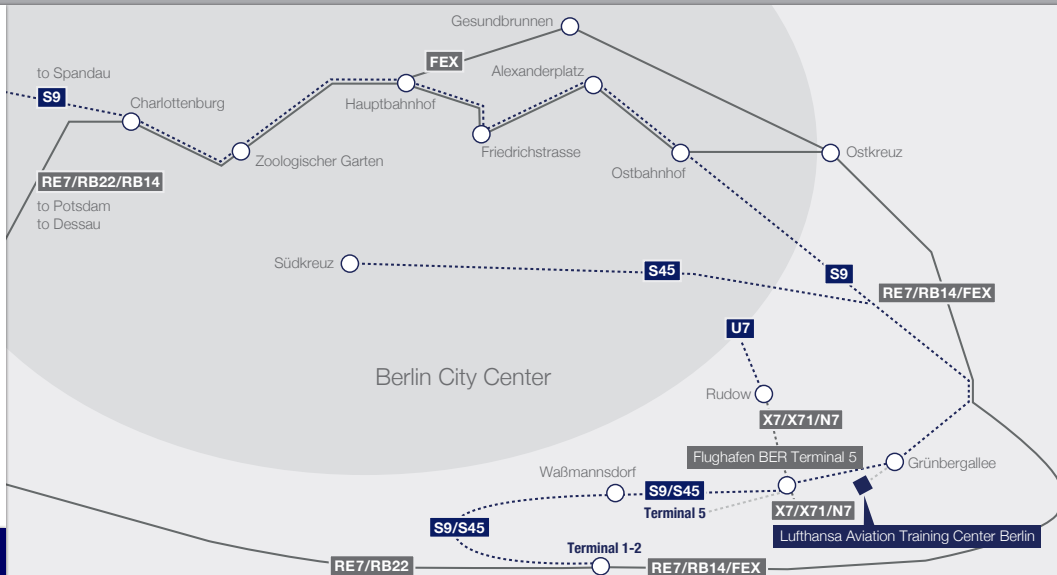 Gesundbrunnen
FEX
to Spandau
Alexanderplatz
S9
Charlottenburg
Hauptbahnhof
Zoologischer Garten
Friedrichstrasse
Ostbahnhof
Ostkreuz
RE7/RB22/RB14
to Potsdam
to Dessau
Südkreuz
S45
S9
RE7/RB14/FEX
U7
Berlin City Center
Rudow
X7/X71/N7
Flughafen BER Terminal 5
Grünbergallee
Waßmannsdorf
S9/S45
Terminal 5
X7/X71/N7
S9/S45
Lufthansa Aviation Training Center Berlin
Terminal 1-2
RE7/RB22
RE7/RB14/FEX